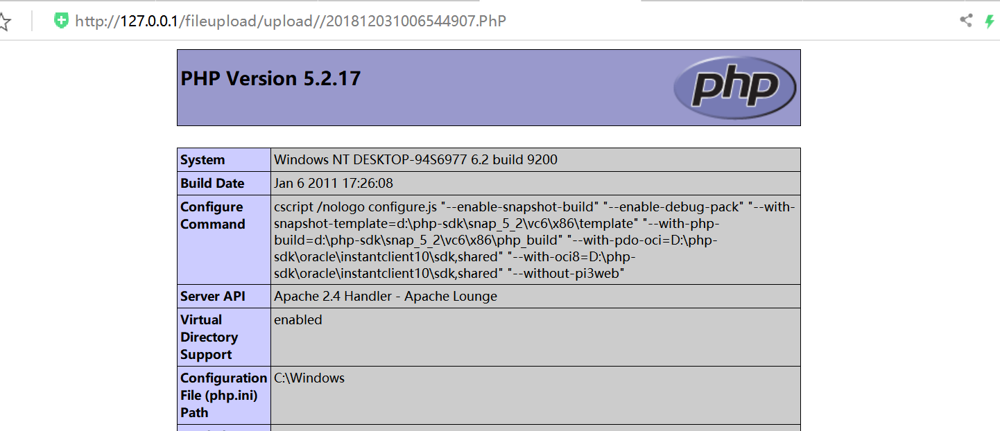 http://127.0.0.1/fileupload/upload//201812031006544907.PhP
PHP Version 5.2.17
php
System
Windows NT DESKTOP-94S6977 6.2 build 9200
Build Date
Jan 6 2011 17:26:08
Configure
Command
cscript /nologo configure.js "--enable-snapshot-build" "--enable-debug-pack" "--with-
snapshot-template=d:\php-sdk\snap_5_2\vc6\x86\template" "--with-php-
build=d:\php-sdk\snap_5_2\vc6\x86\php_build" "--with-pdo-oci=D:\php-
sdk\oracle\instantclient10\sdk,shared" "--with-oci8=D:\php-
sdk\oracle\instantclient10\sdk,shared" "--without-pi3web"
Server API
Apache 2.4 Handler - Apache Lounge
Virtual
Directory
Support
enabled
Configuration
File (php.ini)
Path
C:\Windows